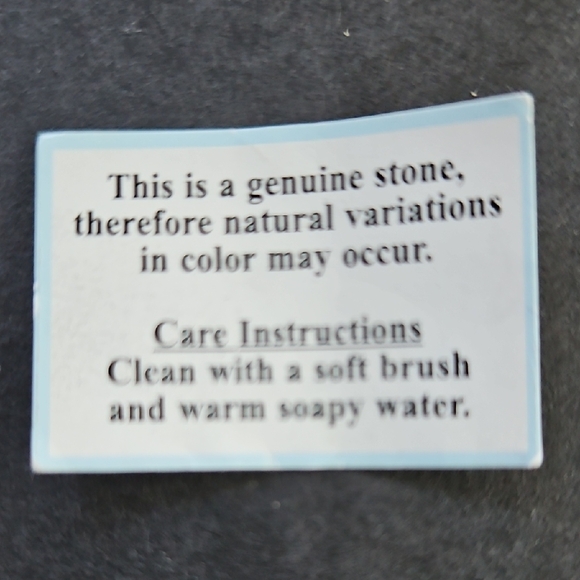 This is a genuine stone,
therefore natural variations
in color may occur.
Care Instructions
Clean with a soft brush
and warm soapy water.